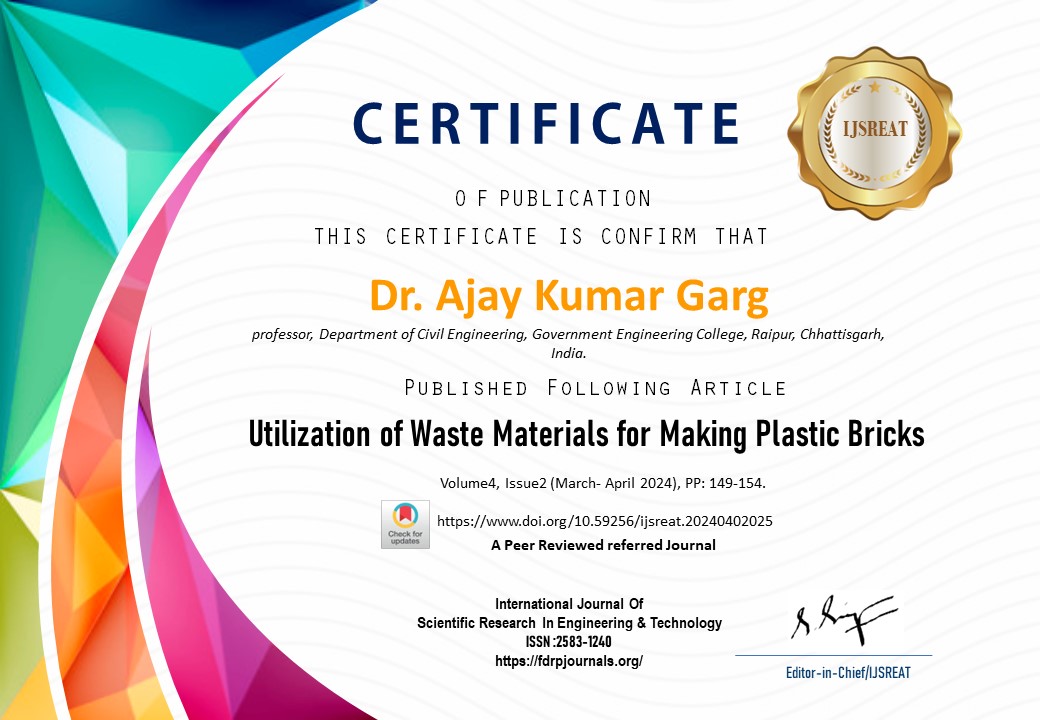 CERTIFICATE
IJSREAT
O F PUBLICATION
THIS CERTIFICATE IS CONFIRM THAT
Dr. Ajay Kumar Garg
professor, Department of Civil Engineering, Government Engineering College, Raipur, Chhattisgarh,
India.
Published Following Article
Utilization of Waste Materials for Making Plastic Bricks
Volume4, Issue2 (March- April 2024), PP: 149-154.
Check for
updates
https://www.doi.org/10.59256/ijsreat.20240402025
A Peer Reviewed referred Journal
International Journal Of
Scientific Research In Engineering & Technology
ISSN :2583-1240
https://fdrpjournals.org/
Editor-in-Chief/IJSREAT